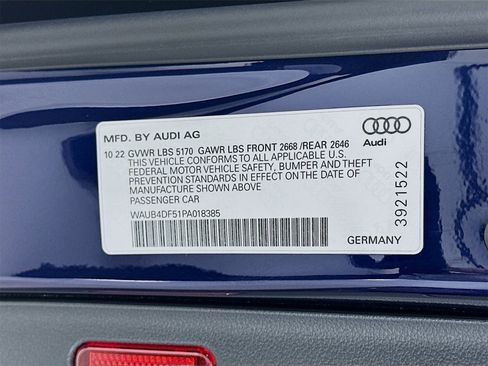 MFD. BY AUDI AG
10 22 GVWR LBS 5170 GAWR LBS FRONT 2668 /REAR 2646
THIS VEHICLE CONFORMS TO ALL APPLICABLE U.S.
FEDERAL MOTOR VEHICLE SAFETY, BUMPER AND THEFT
PREVENTION STANDARDS IN EFFECT ON THE DATE OF
MANUFACTURE SHOWN ABOVE
PASSENGER CAR
WAUB4DF51PA018385
GERMANY
3921522